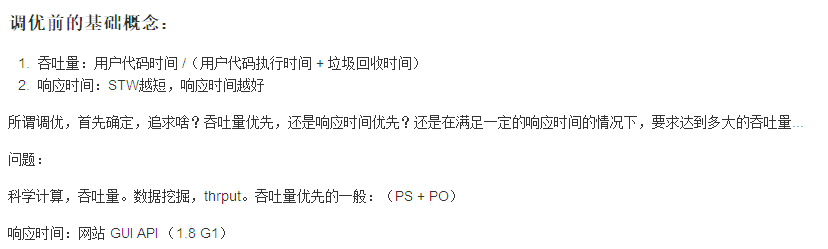 调优前的基础概念：
1. 吞吐量：用户代码时间 /（用户代码执行时间 + 垃圾回收时间）
2. 响应时间：STW越短，响应时间越好
所谓调优，首先确定，追求啥？吞吐量优先，还是响应时间优先？还是在满足一定的响应时间的情况下，要求达到多大的吞吐量...
问题：
科学计算，吞吐量。数据挖掘，thrput。吞吐量优先的一般：（PS + PO）
响应时间：网站 GUI API （1.8 G1）